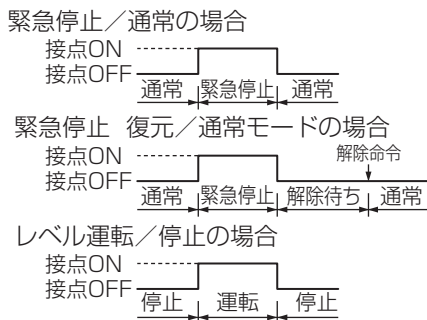 緊急停止／通常の場合
接点ON
接点OFF
通常 緊急停止 通常
緊急停止 復元／通常モードの場合
接点ON
解除命令
接点OFF
通常 緊急停止 解除待ち 通常
レベル運転／停止の場合
接点ON
接点OFF
停止 運転 停止